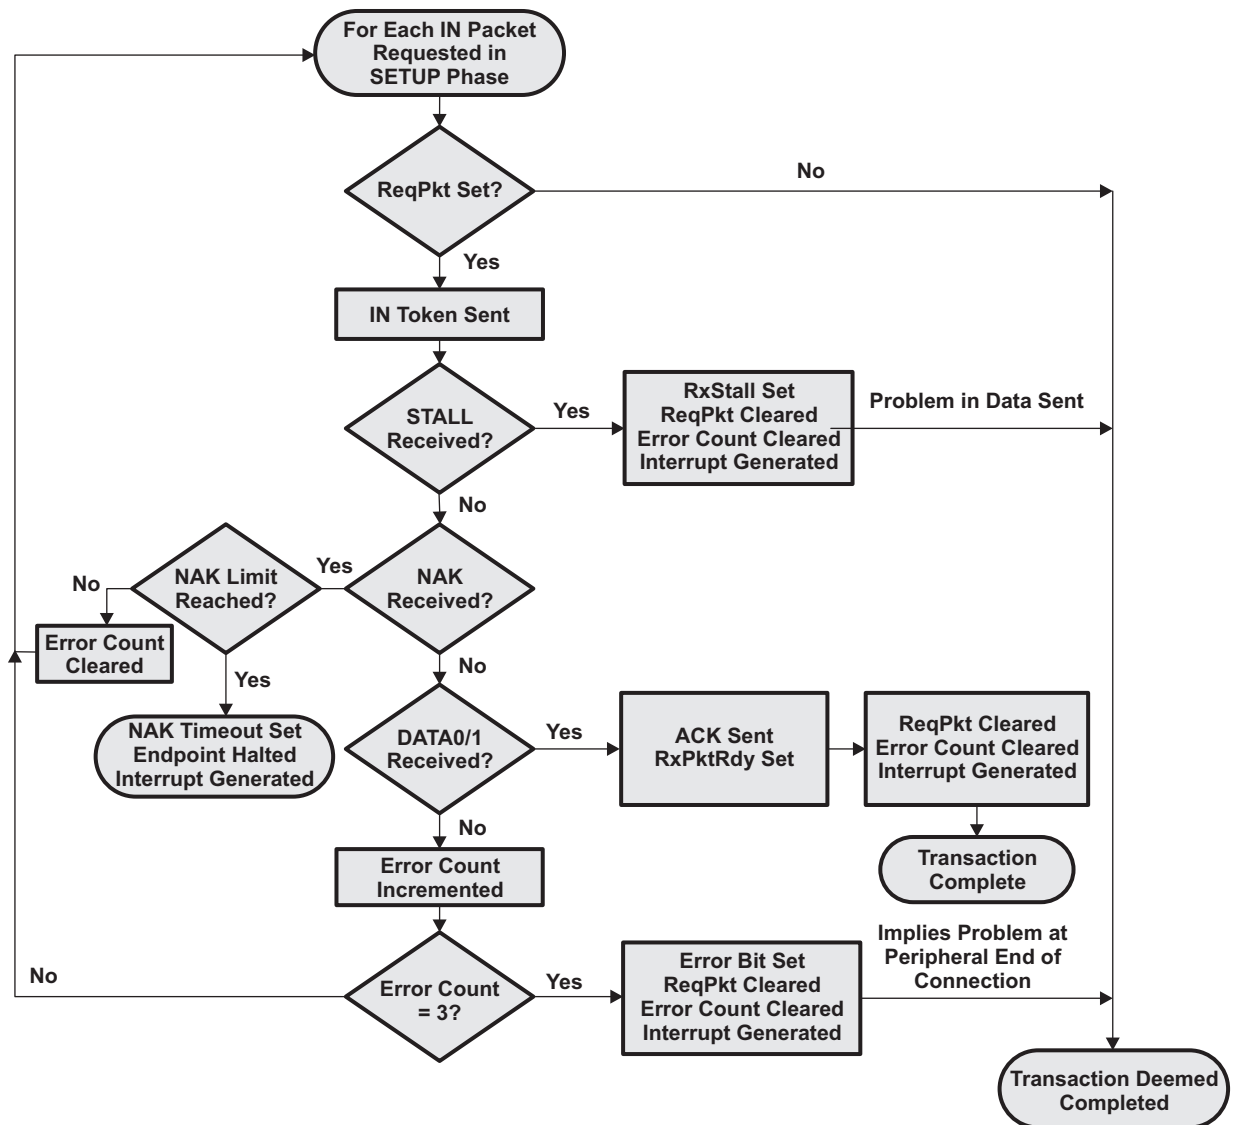 For Each IN Packet
Requested in
SETUP Phase
ReqPkt Set?
No
Yes
IN Token Sent
STALL
Received?
Yes
RxStall Set
ReqPkt Cleared
Error Count Cleared
Interrupt Generated
Problem in Data Sent
No
NAK
Received?
Yes
NAK Limit
Reached?
No
Error Count
Cleared
Yes
NAK Timeout Set
Endpoint Halted
Interrupt Generated
No
DATA0/1
Received?
Yes
ACK Sent
RxPktRdy Set
ReqPkt Cleared
Error Count Cleared
Interrupt Generated
Transaction
Complete
No
Error Count
Incremented
Error Count
= 3?
No
Yes
Error Bit Set
ReqPkt Cleared
Error Count Cleared
Interrupt Generated
Implies Problem at
Peripheral End of
Connection
Transaction Deemed
Completed